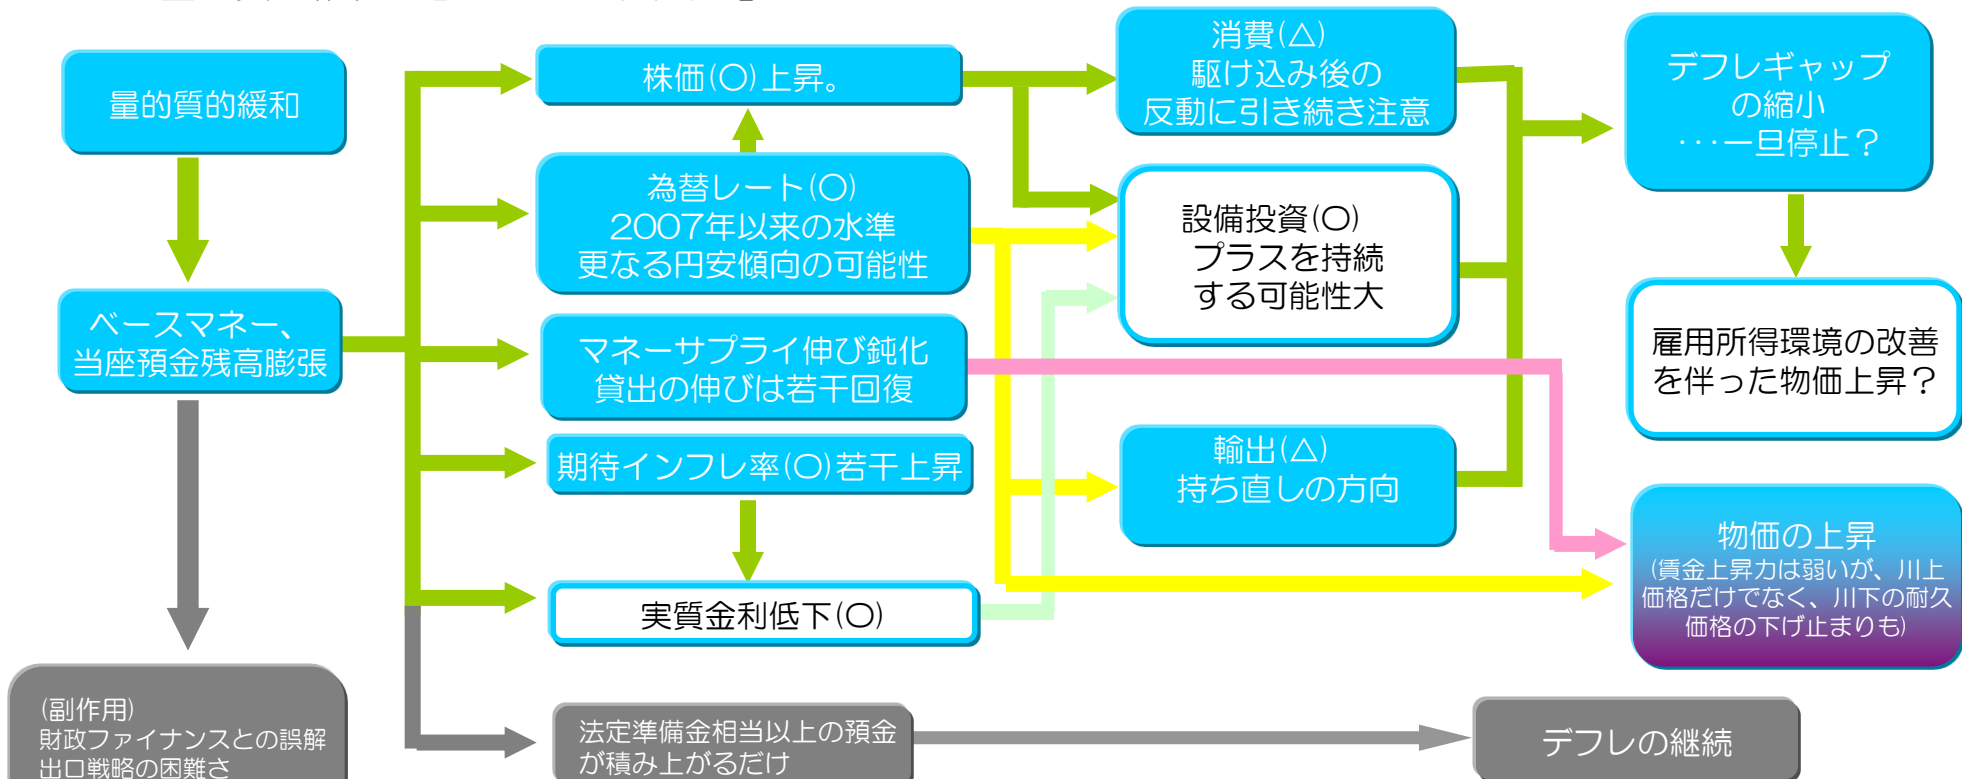 量的質的緩和
ベースマネー、
当座預金残高膨張
(副作用)
財政ファイナンスとの誤解
出口戦略の困難さ
株価(○)上昇。
為替レート(○)
2007年以来の水準
更なる円安傾向の可能性
マネーサプライ伸び鈍化
貸出の伸びは若干回復
期待インフレ率(○)若干上昇
実質金利低下(○)
法定準備金相当以上の預金
が積み上がるだけ
消費(△)
駆け込み後の
反動に引き続き注意
設備投資(○)
プラスを持続
する可能性大
輸出(△)
持ち直しの方向
デフレギャップ
の縮小
・・・一旦停止？
雇用所得環境の改善
を伴った物価上昇？
物価の上昇
(賃金上昇力は弱いが、川上
価格だけでなく、川下の耐久
価格の下げ止まりも)
デフレの継続